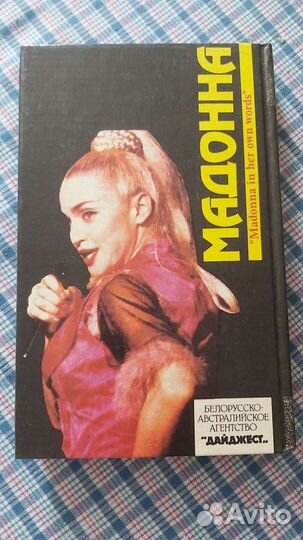 МАДОННА
"Madonna in her own words"
БЕЛОРУССКО-
АВСТРАЛИЙСКОЕ
АГЕНТСТВО
"ДАЙДЖЕСТ„
Avito